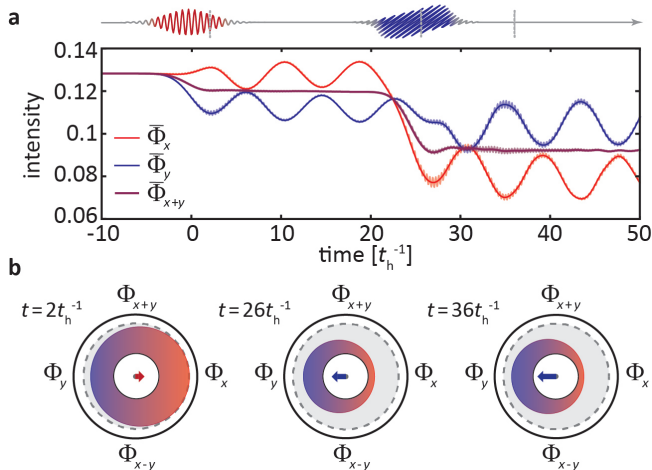 a
0.14
0.12
0.1
0.08
0.06
intensity
Φ̅x
Φ̅y
Φ̅x+y
-10 0 10 20 30 40 50
time [th-1]
b
t=2th-1
Φx+y
Φy
Φx
Φx-y
t=26th-1
Φx+y
Φy
Φx
Φx-y
t=36th-1
Φx+y
Φy
Φx
Φx-y